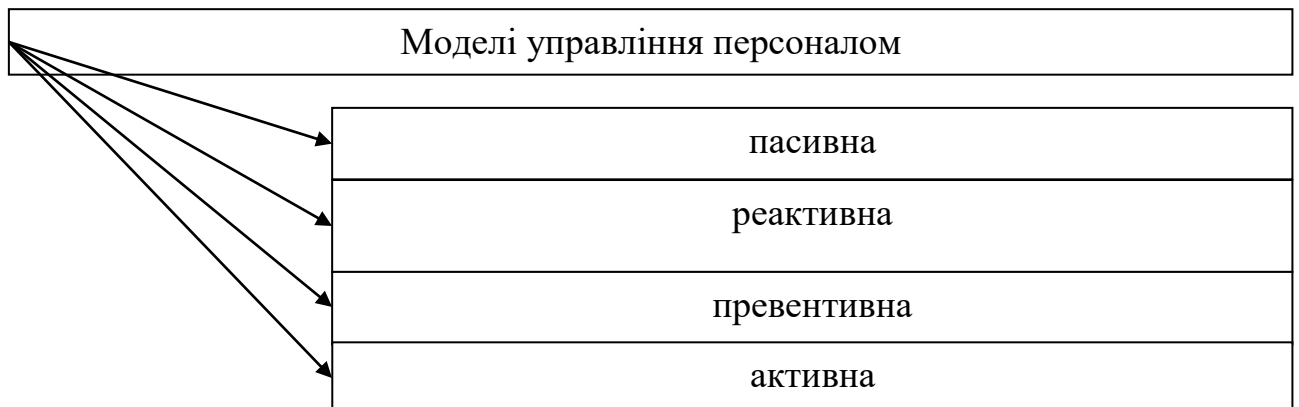 Моделі управління персоналом
пасивна
реактивна
превентивна
активна